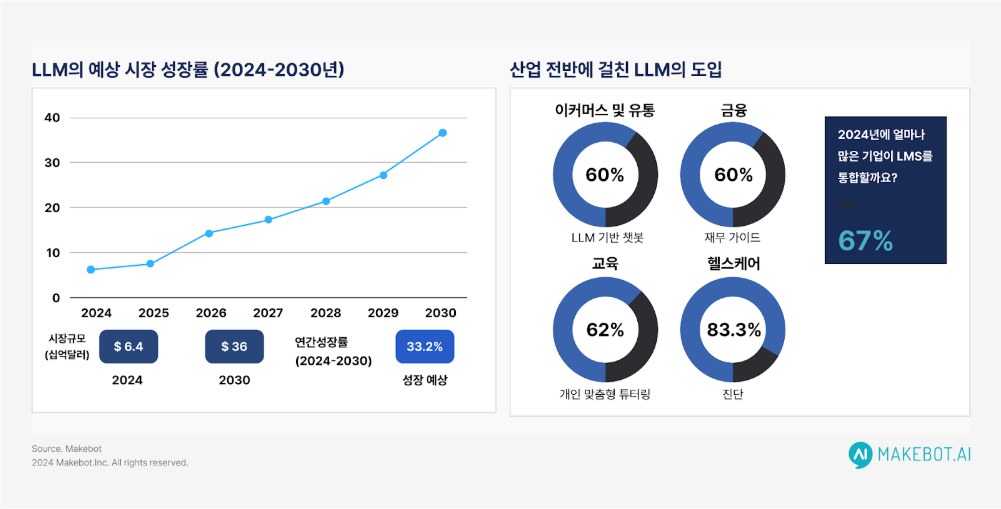 LLM의 예상 시장 성장률 (2024-2030년)
40
30
20
10
0
2024 2025 2026 2027 2028 2029 2030
시장규모
(십억달러)
$ 6.4
2024
$ 36
2030
연간성장률
(2024-2030)
33.2%
성장 예상
산업 전반에 걸친 LLM의 도입
이커머스 및 유통
60%
LLM 기반 챗봇
금융
60%
재무 가이드
교육
62%
개인 맞춤형 튜터링
헬스케어
83.3%
진단
2024년에 얼마나
많은 기업이 LMS를
통합할까요?
67%
Source. Makebot
2024 Makebot.Inc. All rights reserved.
AI MAKEBOT.AI